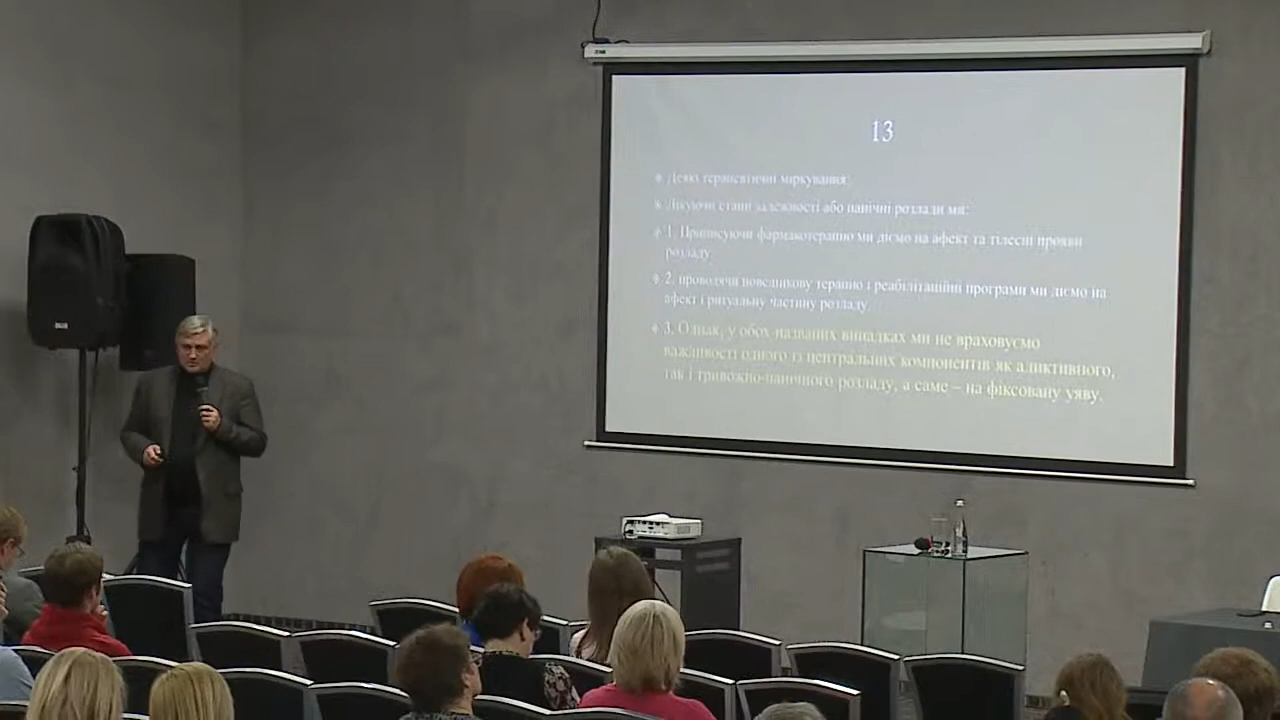 13
Деякі терапевтичні міркування:
Лікуючи стани залежності або панічні розлади ми:
1. Приписуючи фармакотерапію ми діємо на афект та тілесні прояви
розладу.
2. проводячи поведінкову терапію і реабілітаційні програми ми діємо на
афект і ритуальну частину розладу.
3. Однак, у обох названих випадках ми не враховуємо
важливості одного із центральних компонентів як адиктивного,
так і тривожно-панічного розладу, а саме – на фіксовану уяву.